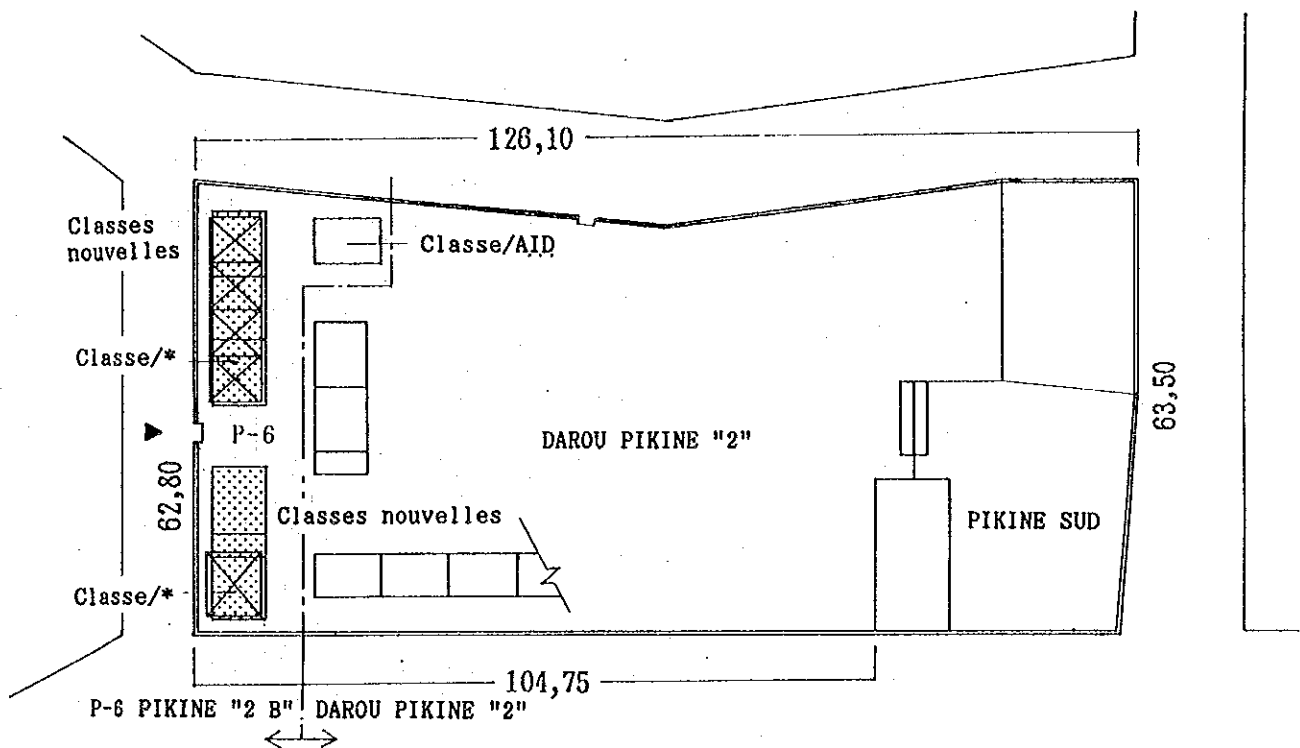 126,10
Classes
nouvelles
Classe/AID
Classe/*
P-6
DAROU PIKINE "2"
63,50
62,80
Classes nouvelles
PIKINE SUD
Classe/*
104,75
P-6 PIKINE "2 B" DAROU PIKINE "2"